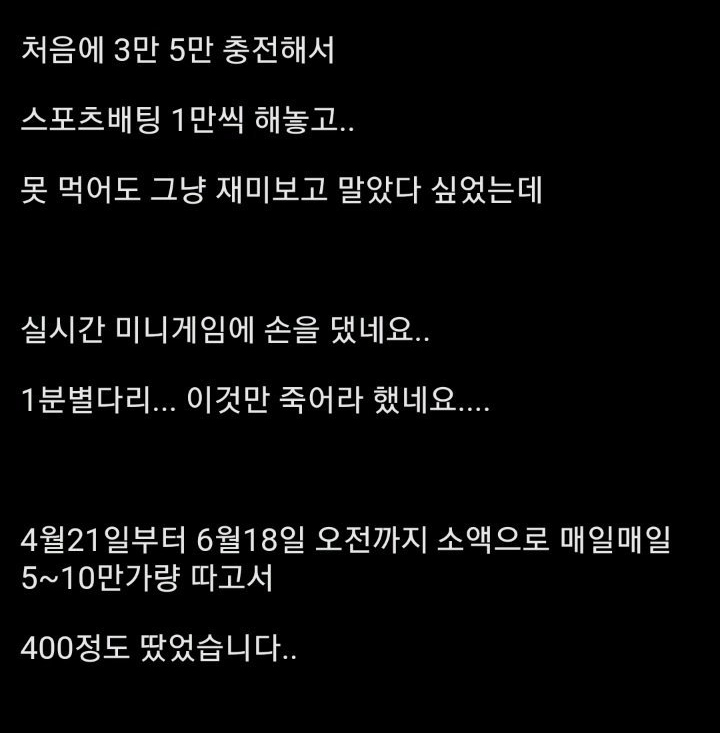 처음에 3만 5만 충전해서
스포츠배팅 1만씩 해놓고..
못 먹어도 그냥 재미보고 말았다 싶었는데
실시간 미니게임에 손을 댔네요..
1분별다리... 이것만 죽어라 했네요....
4월21일부터 6월18일 오전까지 소액으로 매일매일
5~10만가량 따고서
400정도 땄었습니다..